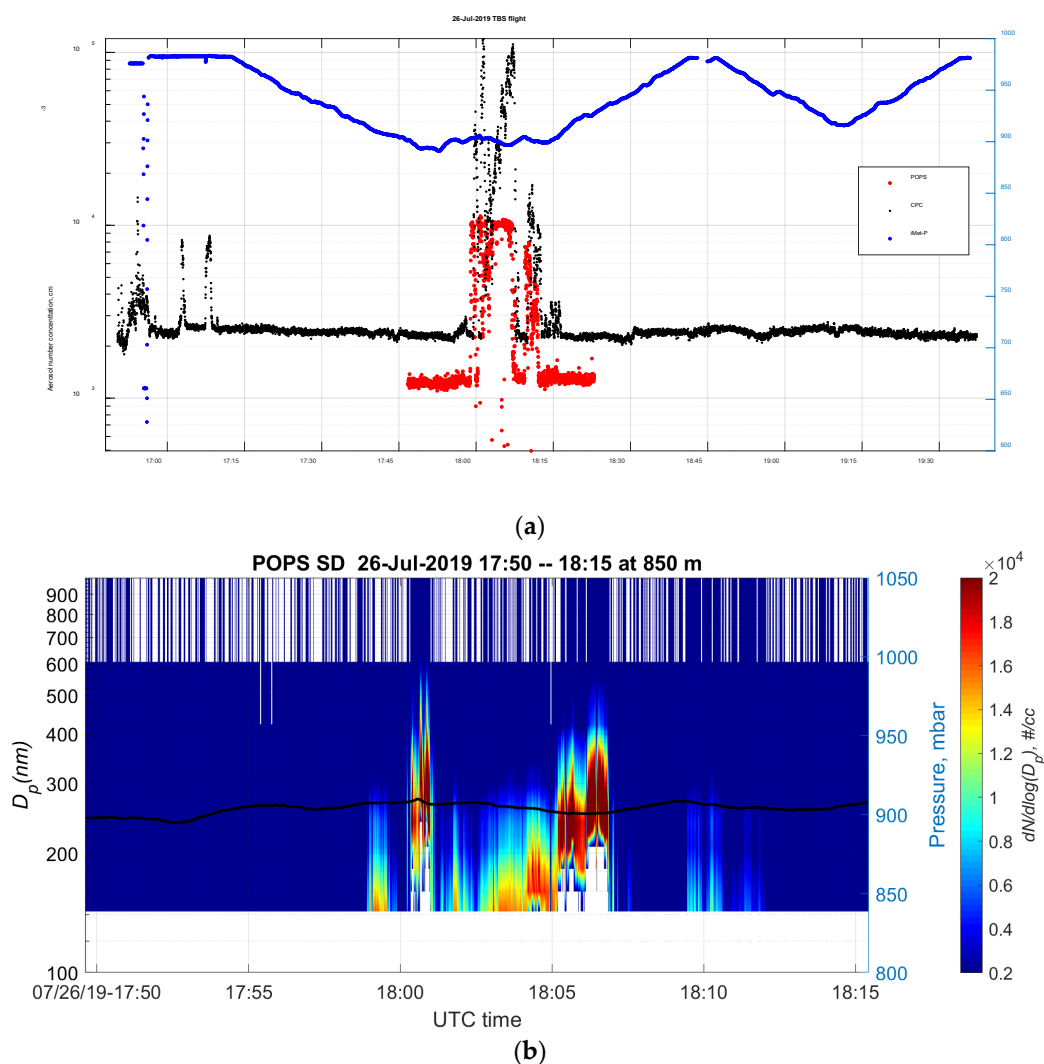 26-Jul-2019 TBS flight
10 5
10 4
10 3
Aerosol number concentration, cm -3
1000
950
900
850
800
750
700
650
600
POPS
CPC
iMet-P
17:00 17:15 17:30 17:45 18:00 18:15 18:30 18:45 19:00 19:15 19:30
(a)
POPS SD 26-Jul-2019 17:50 -- 18:15 at 850 m
900
800
700
600
500
400
300
200
100
Dp(nm)
1050
1000
950
900
850
800
Pressure, mbar
×10^4
2
1.8
1.6
1.4
1.2
1
0.8
0.6
0.4
0.2
dN/dlog(Dp), #/cc
07/26/19-17:50 17:55 18:00 18:05 18:10 18:15
UTC time
(b)